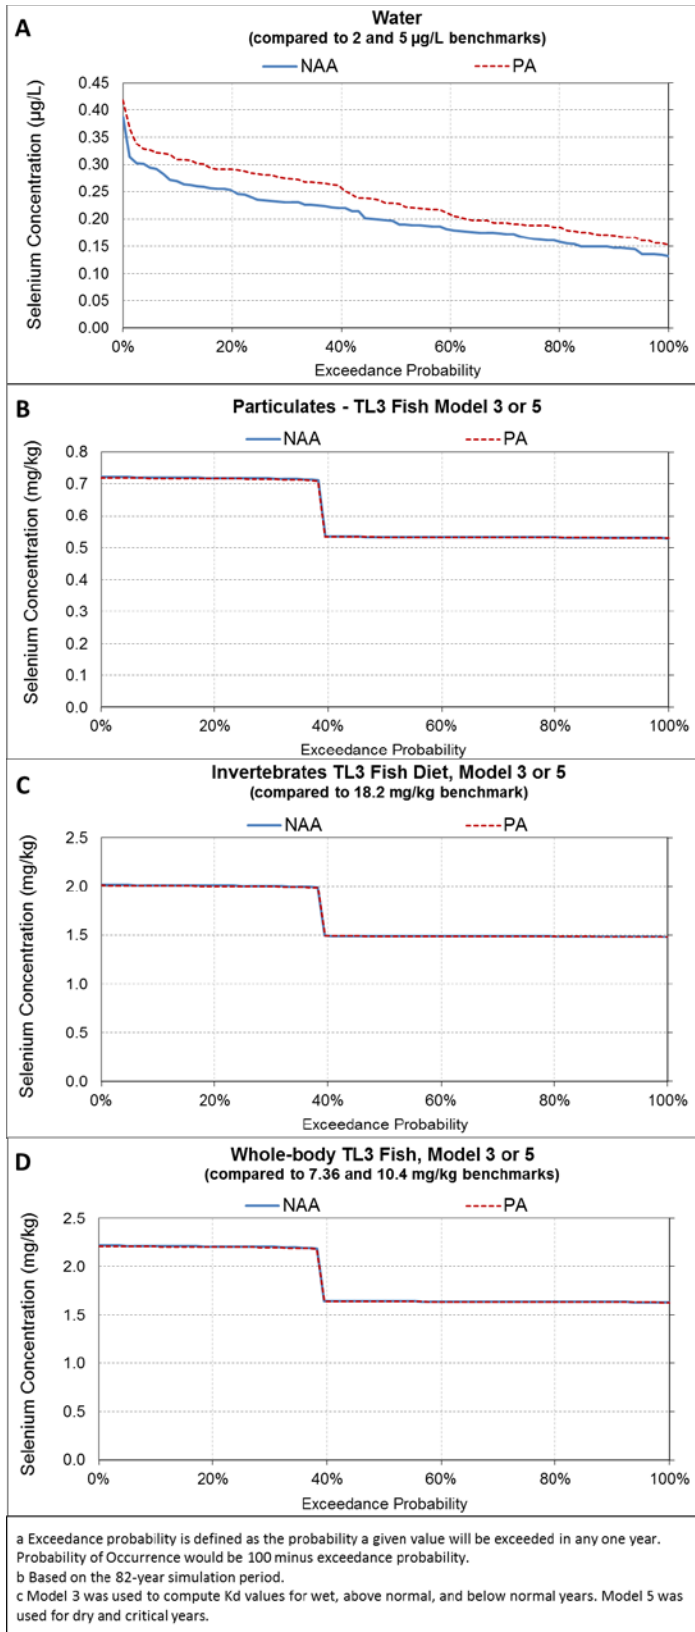 A
Water
(compared to 2 and 5 µg/L benchmarks)
NAA PA
Selenium Concentration (µg/L)
0.45
0.40
0.35
0.30
0.25
0.20
0.15
0.10
0.05
0.00
0% 20% 40% 60% 80% 100%
Exceedance Probability
B
Particulates - TL3 Fish Model 3 or 5
NAA PA
Selenium Concentration (mg/kg)
0.8
0.7
0.6
0.5
0.4
0.3
0.2
0.1
0.0
0% 20% 40% 60% 80% 100%
Exceedance Probability
C
Invertebrates TL3 Fish Diet, Model 3 or 5
(compared to 18.2 mg/kg benchmark)
NAA PA
Selenium Concentration (mg/kg)
2.5
2.0
1.5
1.0
0.5
0.0
0% 20% 40% 60% 80% 100%
Exceedance Probability
D
Whole-body TL3 Fish, Model 3 or 5
(compared to 7.36 and 10.4 mg/kg benchmarks)
NAA PA
Selenium Concentration (mg/kg)
2.5
2.0
1.5
1.0
0.5
0.0
0% 20% 40% 60% 80% 100%
Exceedance Probability
a Exceedance probability is defined as the probability a given value will be exceeded in any one year.
Probability of Occurrence would be 100 minus exceedance probability.
b Based on the 82-year simulation period.
c Model 3 was used to compute Kd values for wet, above normal, and below normal years. Model 5 was
used for dry and critical years.